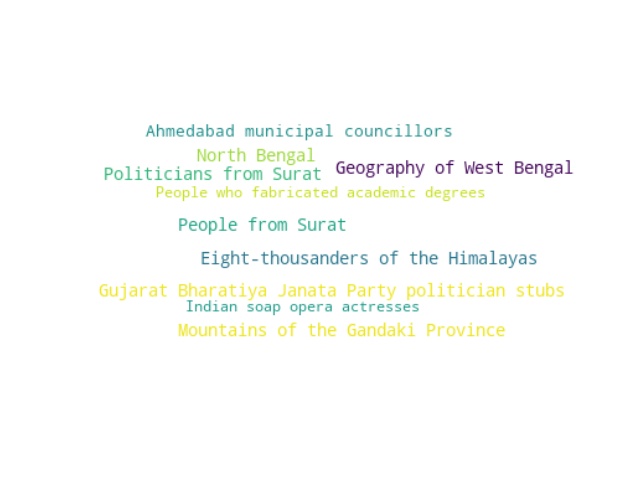 Ahmedabad municipal councillors
North Bengal
Geography of West Bengal
Politicians from Surat
People who fabricated academic degrees
People from Surat
Eight-thousanders of the Himalayas
Gujarat Bharatiya Janata Party politician stubs
Indian soap opera actresses
Mountains of the Gandaki Province